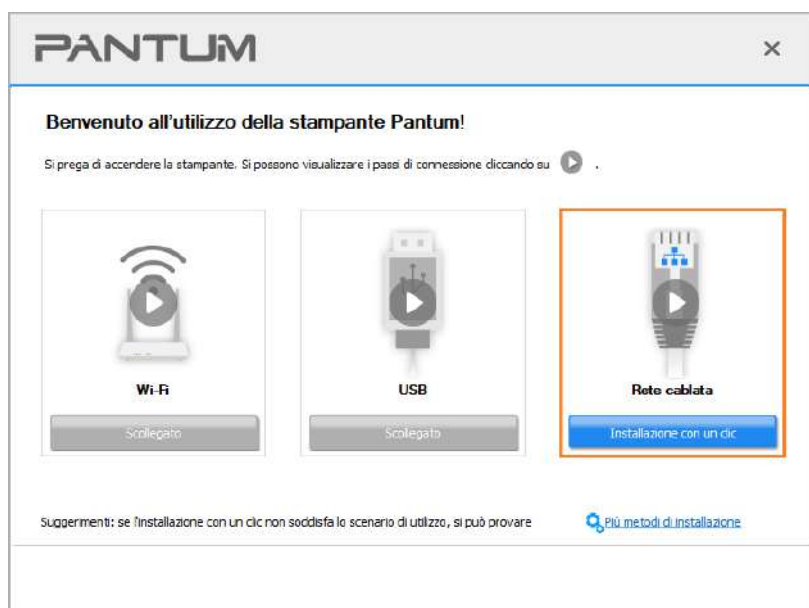 PANTUM
Benvenuto all'utilizzo della stampante Pantum!
Si prega di accendere la stampante. Si possono visualizzare i passi di connessione cliccando su .
Wi-Fi
USB
Rete cablata
Scollegato
Scollegato
Installazione con un clic
Suggerimenti: se l'installazione con un clic non soddisfa lo scenario di utilizzo, si può provare
Più metodi di installazione